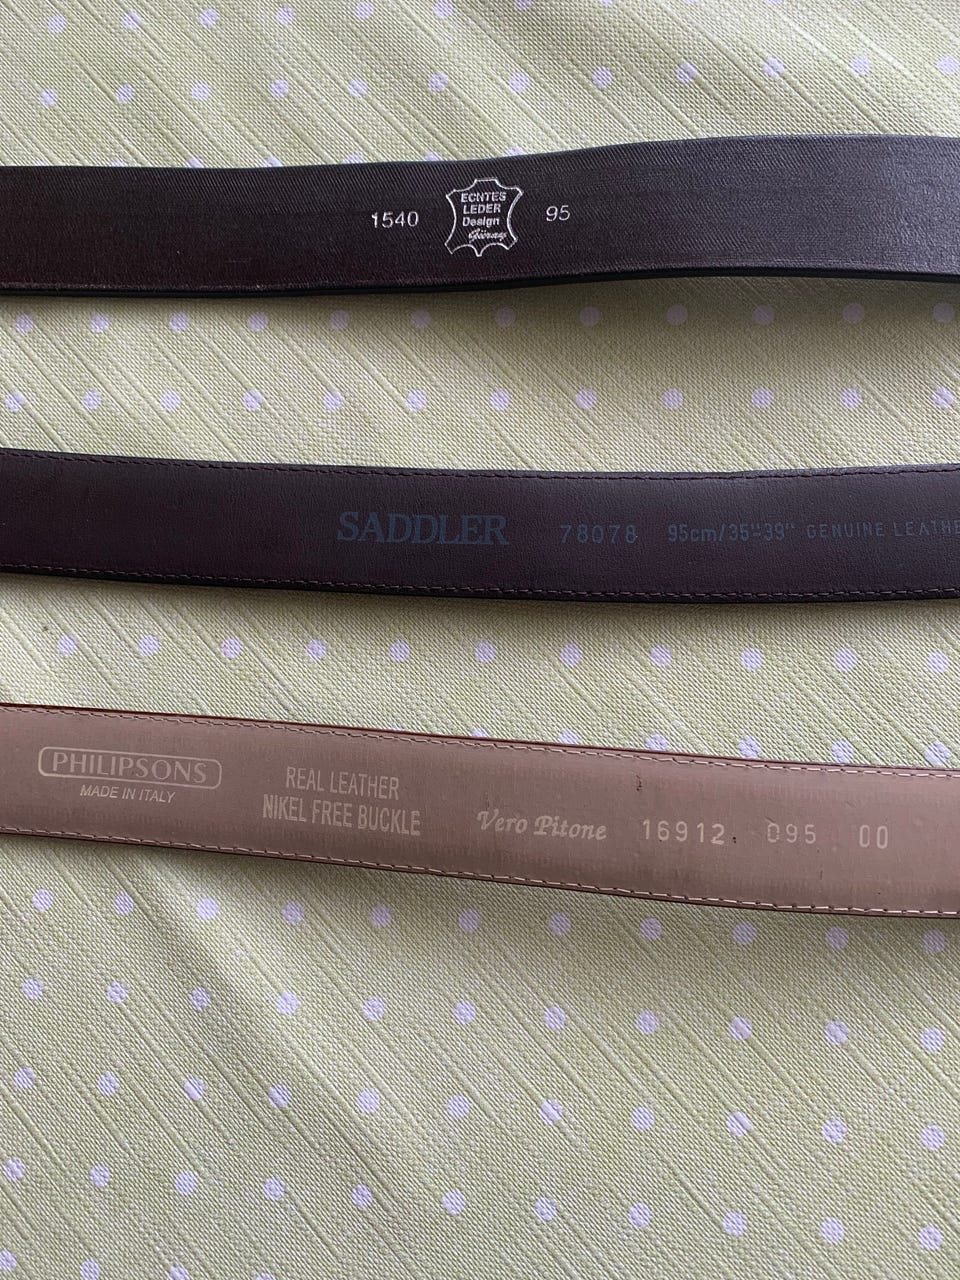 1540
ECHTES
LEDER
Design
95
SADDLER 78078 95cm/35"-39" GENUINE LEATHE
PHILIPSONS
MADE IN ITALY
REAL LEATHER
NIKEL FREE BUCKLE
Vero Pitone 16912 095 00